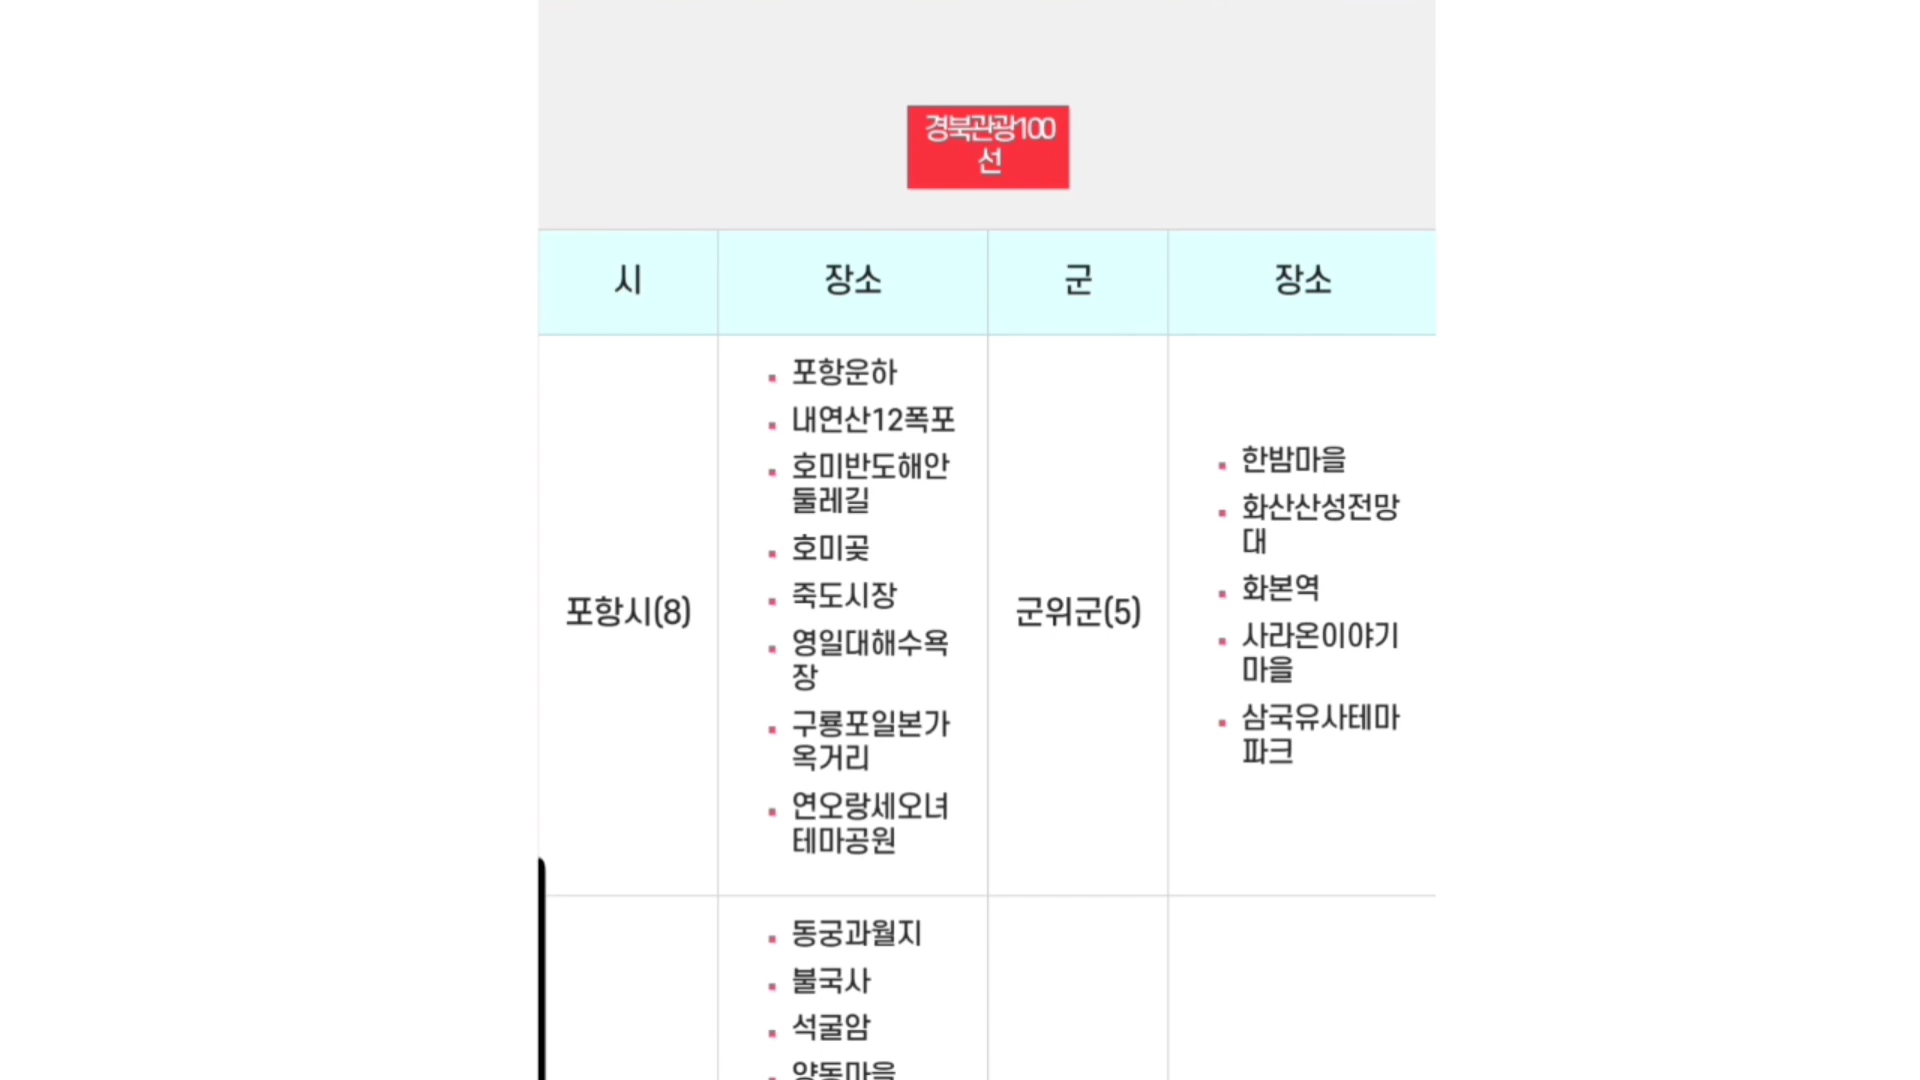 경북관광100
선
시
장소
군
장소
포항시(8)
포항운하
내연산12폭포
호미반도해안
둘레길
호미곶
죽도시장
영일대해수욕
장
구룡포일본가
옥거리
연오랑세오녀
테마공원
군위군(5)
한밤마을
화산산성전망
대
화본역
사라온이야기
마을
삼국유사테마
파크
동궁과월지
불국사
석굴암
양동마을